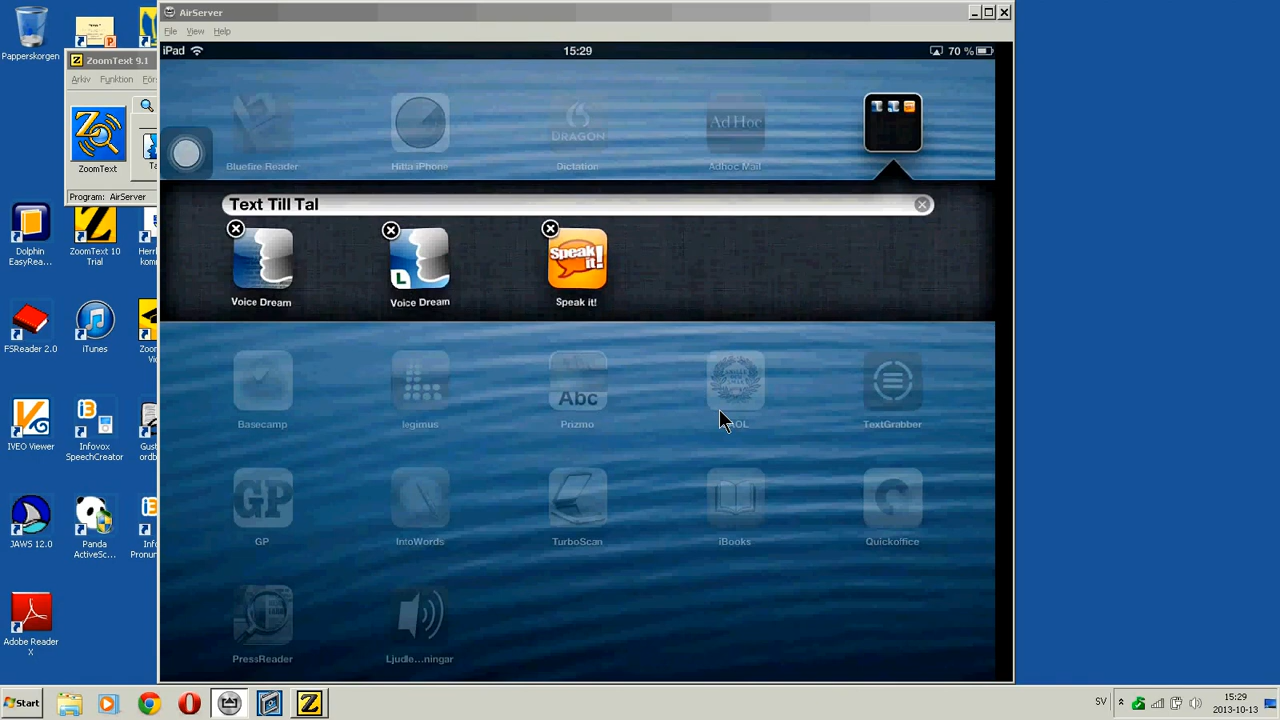 AirServer
File View Help
iPad 15:29 70 %
Papperskorgen
ZoomText 9.1
Arkiv Funktion
ZoomText
Program: AirServer
Bluefire Reader Hitta iPhone Dictation Adhoc Mail
DRAGON
Ad Hoc
Text Till Tal
Speak it!
L
Voice Dream Voice Dream Speak it!
Abc
Basecamp legimus Prizmo TextGrabber
GP
GP IntoWords TurboScan iBooks Quickoffice
PressReader Ljudle...ningar
Dolphin EasyRea...
ZoomText 10 Trial
FSReader 2.0
iTunes
IVEO Viewer
Infovox SpeechCreator
JAWS 12.0
Panda ActiveSc...
Adobe Reader X
Start
SV
15:29
2013-10-13